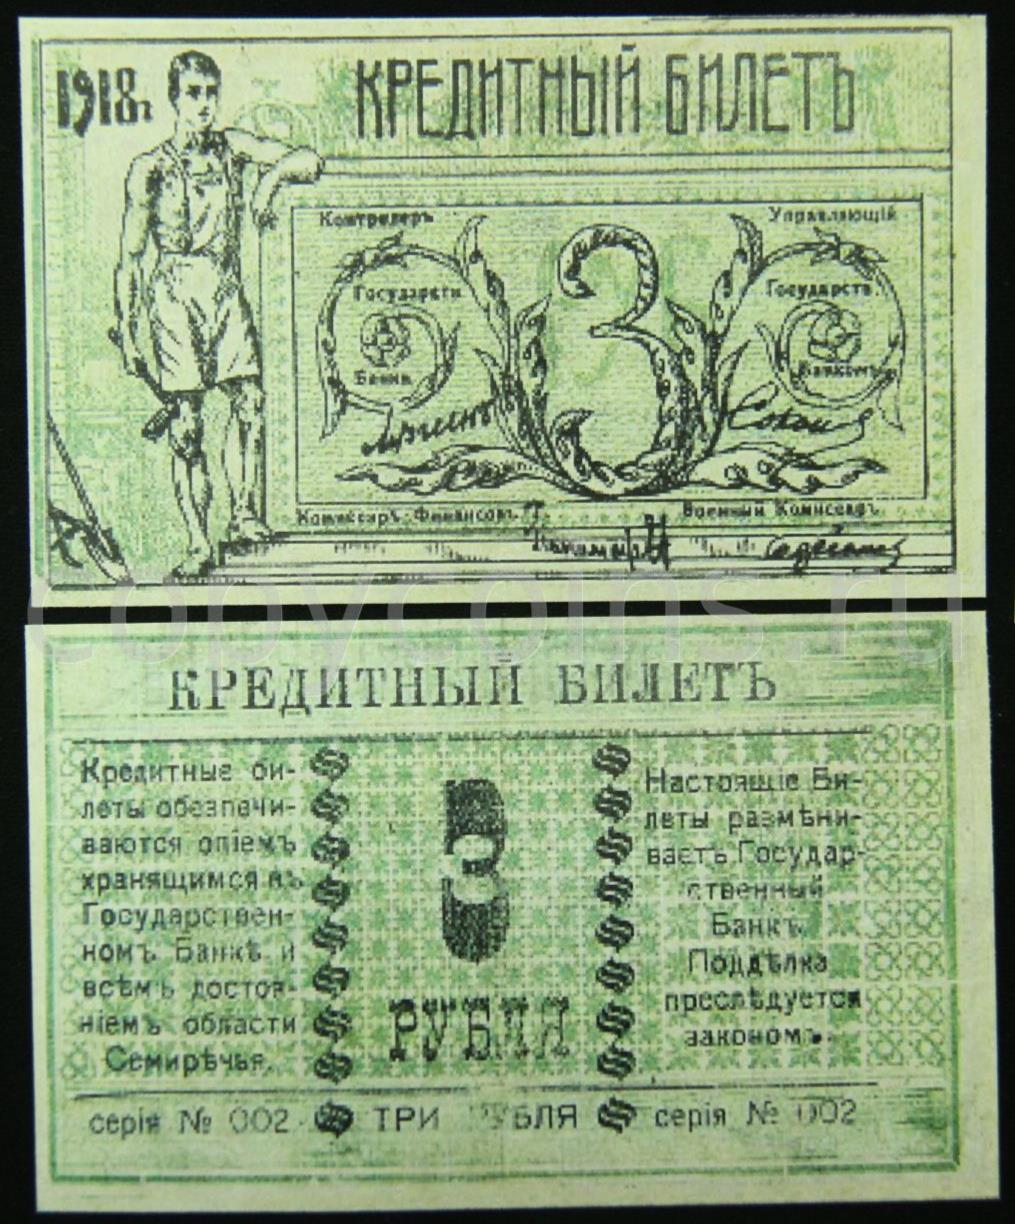 1918г
КРЕДИТНЫЙ БИЛЕТЪ
Контролеръ
Управляющій
Государств.
Банка
Государств.
Банкомъ
Комиссаръ Финансовъ
Военный Комиссаръ
3
copycoins.ru
КРЕДИТНЫЙ БИЛЕТЪ
Кредитные би-
леты обезпечи-
ваются опіемъ
хранящимся въ
Государствен-
номъ Банкѣ и
всѣмъ достоя-
ніемъ области
Семирѣчья.
3
РУБЛЯ
Настоящіе Би-
леты размѣни-
ваетъ Государ-
ственный
Банкъ.
Поддѣлка
преслѣдуется
закономъ.
серія № 002
ТРИ РУБЛЯ
серія № 002